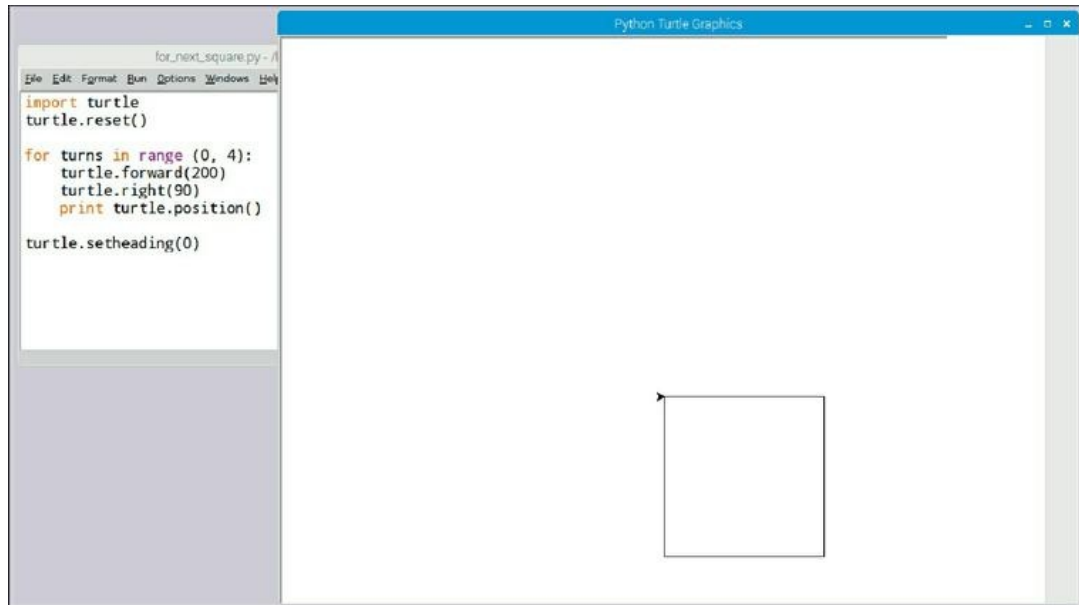 Python Turtle Graphics
for_next_square.py - /
File Edit Format Run Options Windows Help
import turtle
turtle.reset()
for turns in range (0, 4):
    turtle.forward(200)
    turtle.right(90)
    print turtle.position()
turtle.setheading(0)